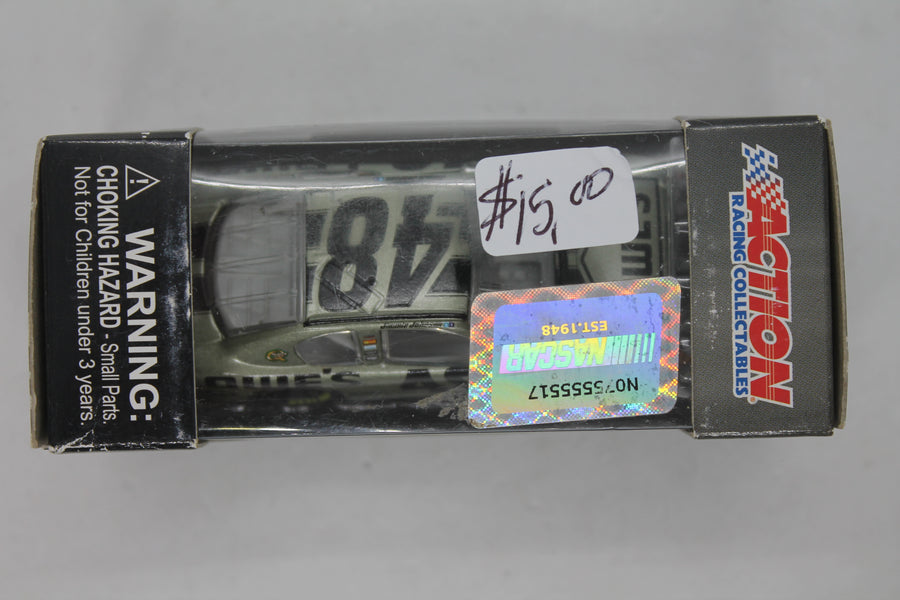 WARNING:
CHOKING HAZARD - Small Parts.
Not for Children under 3 years.
48
$15.00
NASCAR
EST.1948
N075555517
ACTION
RACING COLLECTABLES